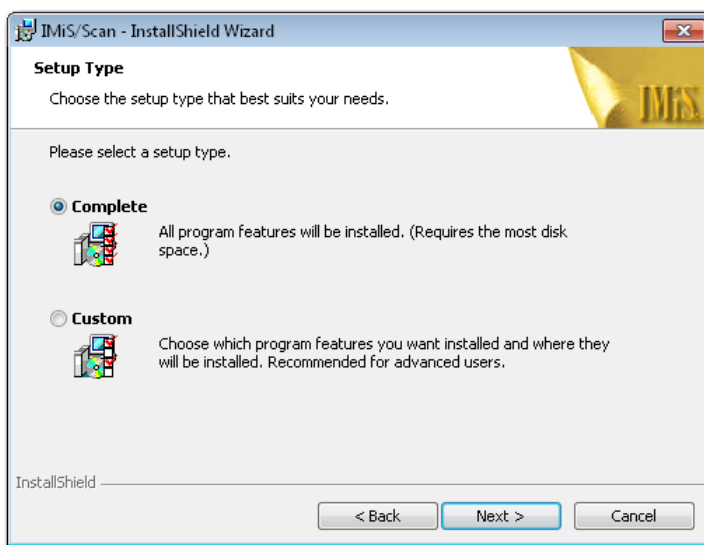 IMiS/Scan - InstallShield Wizard
Setup Type
Choose the setup type that best suits your needs.
IMiS.
Please select a setup type.
Complete
All program features will be installed. (Requires the most disk
space.)
Custom
Choose which program features you want installed and where they
will be installed. Recommended for advanced users.
InstallShield
< Back
Next >
Cancel